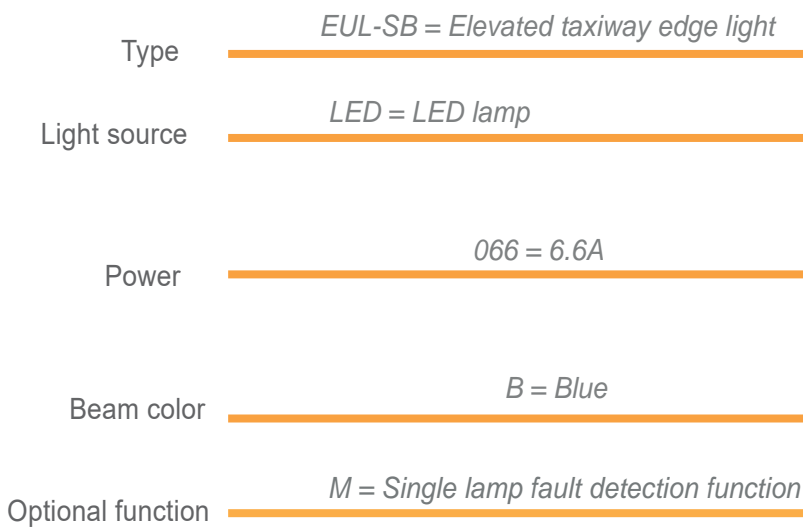 EUL-SB = Elevated taxiway edge light
Type
LED = LED lamp
Light source
066 = 6.6A
Power
B = Blue
Beam color
M = Single lamp fault detection function
Optional function